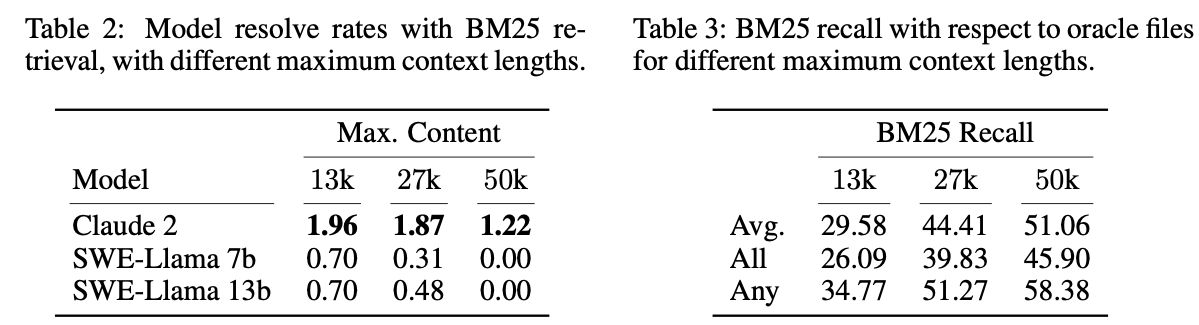 Table 2: Model resolve rates with BM25 re-
trieval, with different maximum context lengths.
Max. Content
Model 13k 27k 50k
Claude 2 1.96 1.87 1.22
SWE-Llama 7b 0.70 0.31 0.00
SWE-Llama 13b 0.70 0.48 0.00
Table 3: BM25 recall with respect to oracle files
for different maximum context lengths.
BM25 Recall
13k 27k 50k
Avg. 29.58 44.41 51.06
All 26.09 39.83 45.90
Any 34.77 51.27 58.38